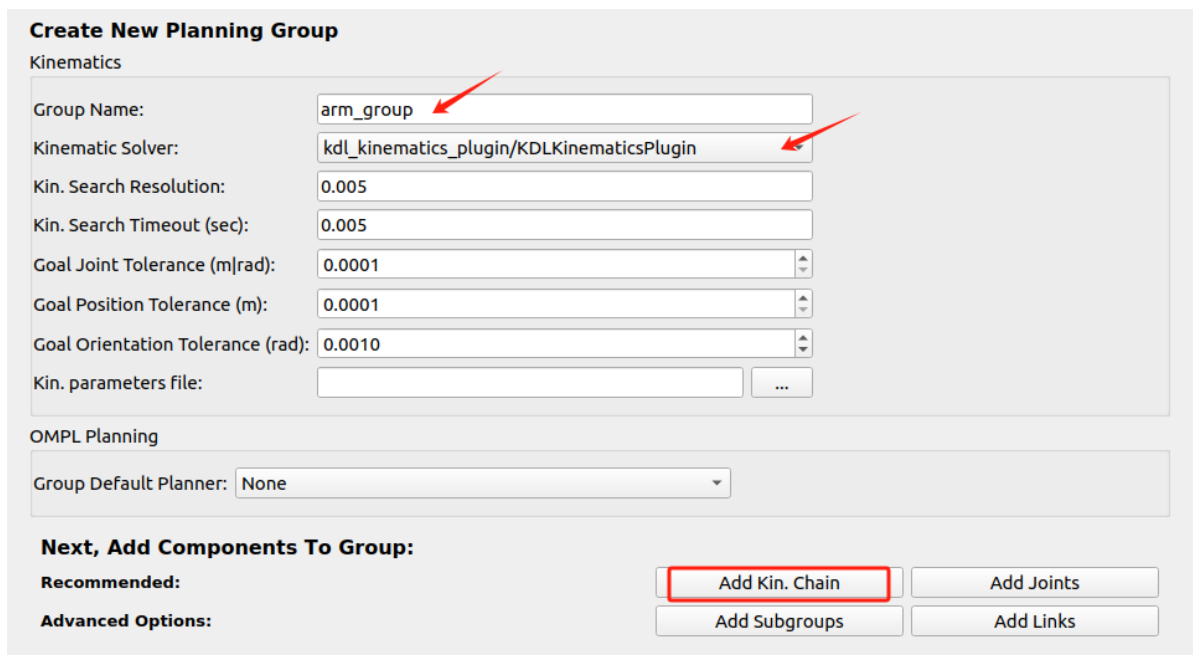 Create New Planning Group
Kinematics
Group Name: arm_group
Kinematic Solver: kdl_kinematics_plugin/KDLKinematicsPlugin
Kin. Search Resolution: 0.005
Kin. Search Timeout (sec): 0.005
Goal Joint Tolerance (m|rad): 0.0001
Goal Position Tolerance (m): 0.0001
Goal Orientation Tolerance (rad): 0.0010
Kin. parameters file: ...
OMPL Planning
Group Default Planner: None
Next, Add Components To Group:
Recommended: Add Kin. Chain Add Joints
Advanced Options: Add Subgroups Add Links